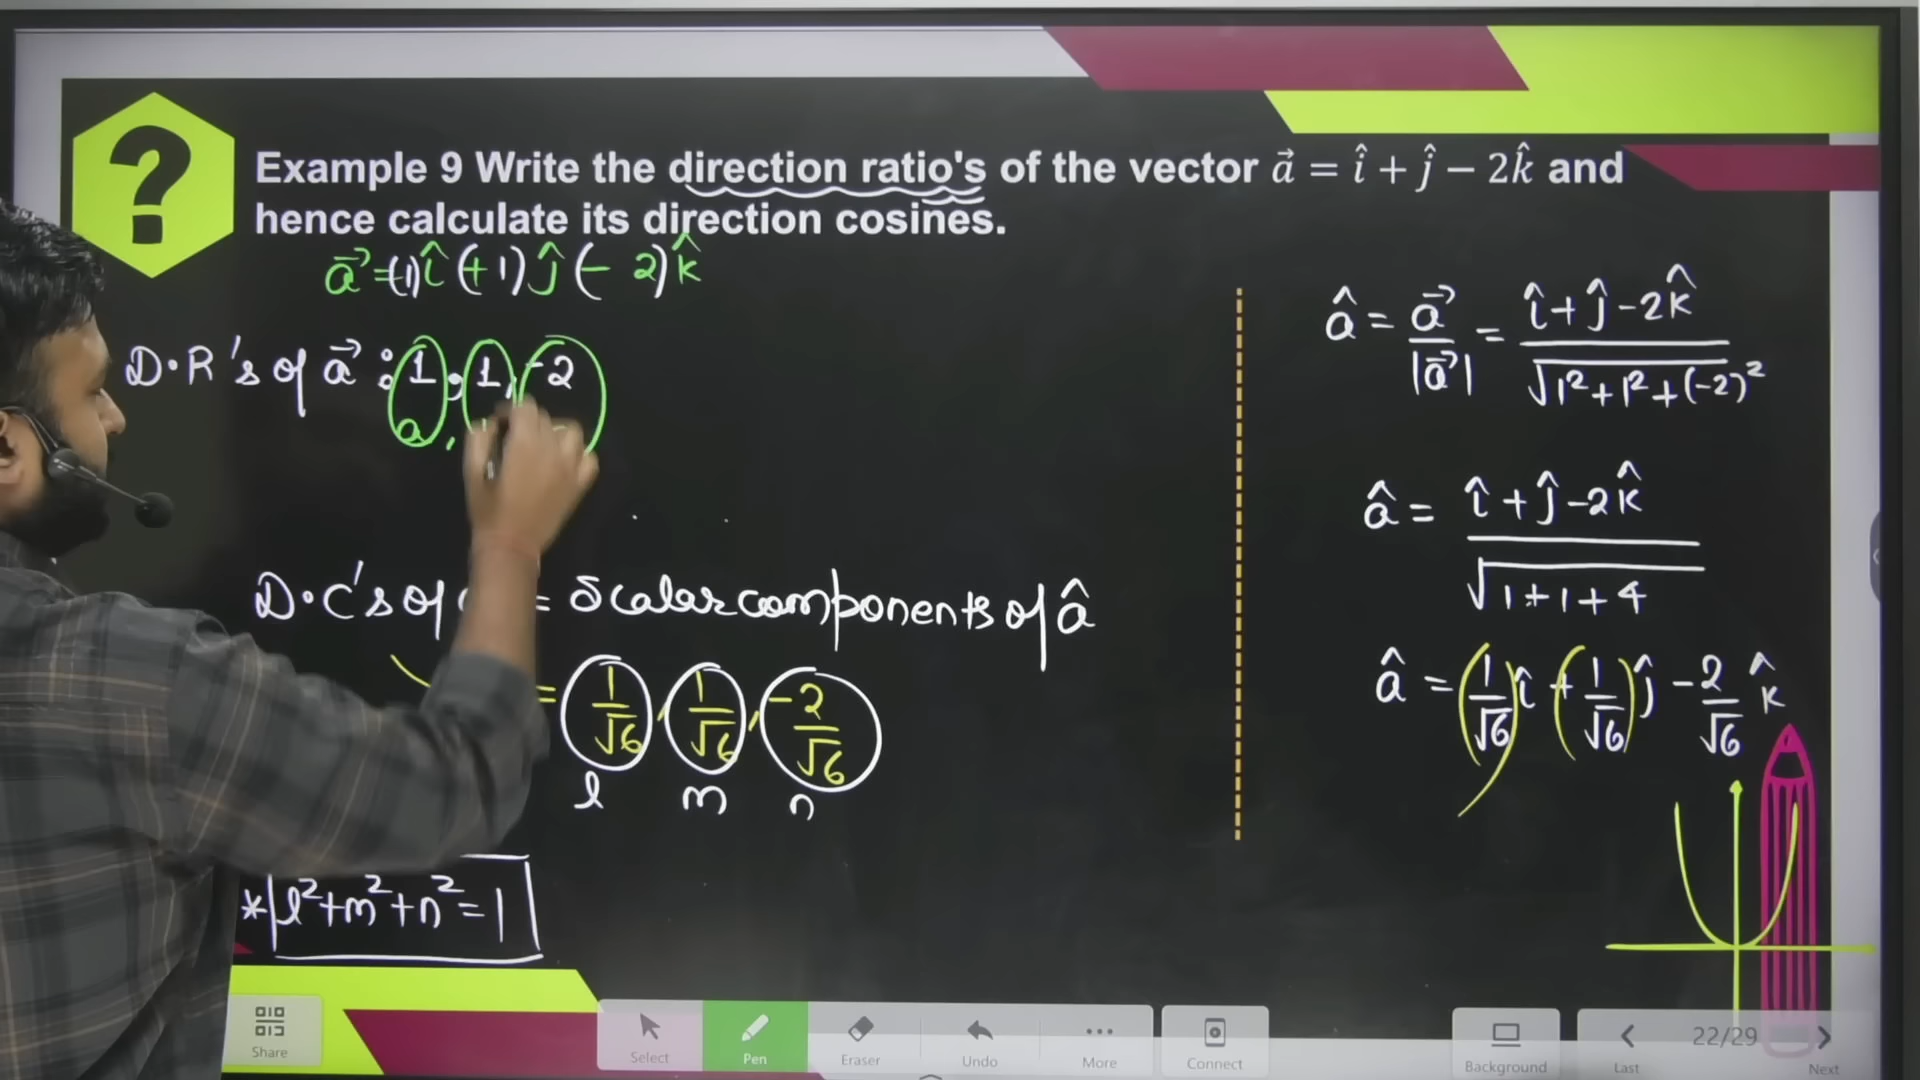 ?
Example 9 Write the direction ratio's of the vector a⃗ = î + ĵ − 2k̂ and
hence calculate its direction cosines.
a⃗ = (1)î (+1)ĵ (− 2)k̂
D.R's of a⃗ : 1, 1, -2
a ,
D.C's of = Scalar components of â
= 1/√6, 1/√6, -2/√6
l m n
* l² + m² + n² = 1
â = a⃗/|a⃗| = (î + ĵ − 2k̂)/√(1² + 1² + (−2)²)
â = (î + ĵ − 2k̂)/√(1 + 1 + 4)
â = (1/√6)î + (1/√6)ĵ − 2/√6 k̂
Share
Select
Pen
Eraser
Undo
More
Connect
Background
Last
22/29
Next